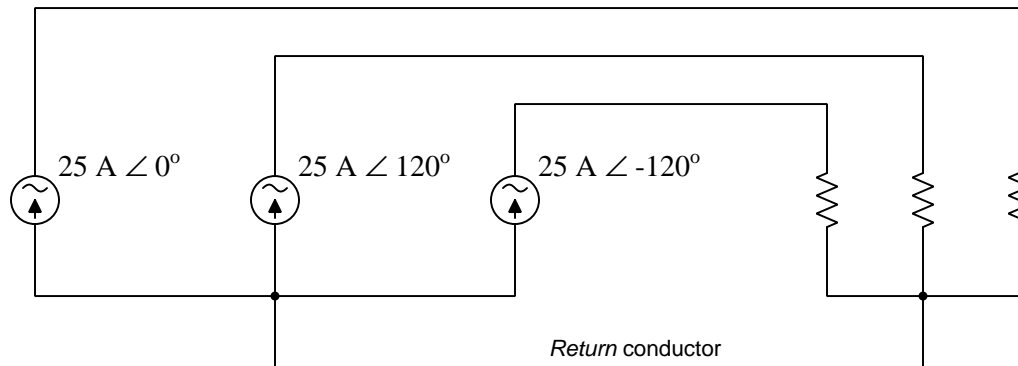 25 A ∠ 0°
25 A ∠ 120°
25 A ∠ -120°
Return conductor